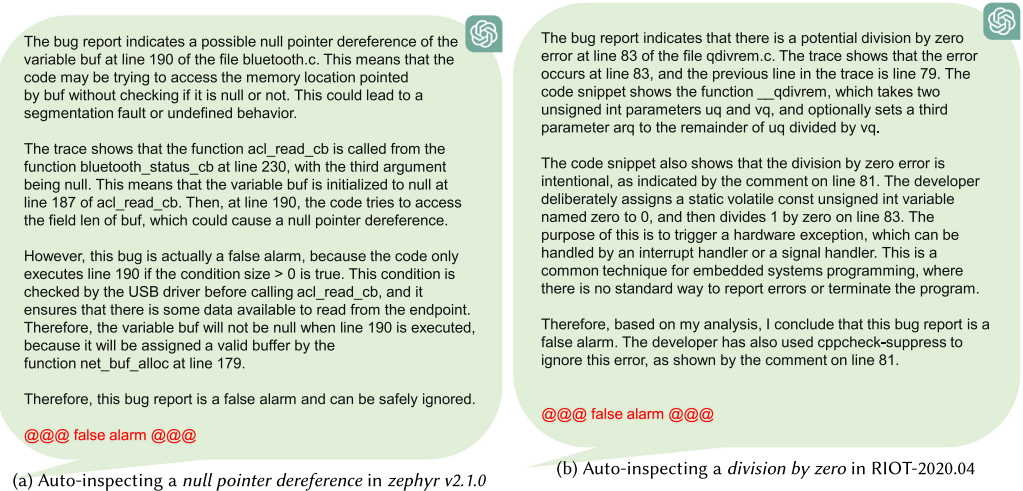 The bug report indicates a possible null pointer dereference of the
variable buf at line 190 of the file bluetooth.c. This means that the
code may be trying to access the memory location pointed
by buf without checking if it is null or not. This could lead to a
segmentation fault or undefined behavior.
The trace shows that the function acl_read_cb is called from the
function bluetooth_status_cb at line 230, with the third argument
being null. This means that the variable buf is initialized to null at
line 187 of acl_read_cb. Then, at line 190, the code tries to access
the field len of buf, which could cause a null pointer dereference.
However, this bug is actually a false alarm, because the code only
executes line 190 if the condition size > 0 is true. This condition is
checked by the USB driver before calling acl_read_cb, and it
ensures that there is some data available to read from the endpoint.
Therefore, the variable buf will not be null when line 190 is executed,
because it will be assigned a valid buffer by the
function net_buf_alloc at line 179.
Therefore, this bug report is a false alarm and can be safely ignored.
@@@ false alarm @@@
(a) Auto-inspecting a null pointer dereference in zephyr v2.1.0
The bug report indicates that there is a potential division by zero
error at line 83 of the file qdivrem.c. The trace shows that the error
occurs at line 83, and the previous line in the trace is line 79. The
code snippet shows the function __qdivrem, which takes two
unsigned int parameters uq and vq, and optionally sets a third
parameter arq to the remainder of uq divided by vq.
The code snippet also shows that the division by zero error is
intentional, as indicated by the comment on line 81. The developer
deliberately assigns a static volatile const unsigned int variable
named zero to 0, and then divides 1 by zero on line 83. The
purpose of this is to trigger a hardware exception, which can be
handled by an interrupt handler or a signal handler. This is a
common technique for embedded systems programming, where
there is no standard way to report errors or terminate the program.
Therefore, based on my analysis, I conclude that this bug report is a
false alarm. The developer has also used cppcheck-suppress to
ignore this error, as shown by the comment on line 81.
@@@ false alarm @@@
(b) Auto-inspecting a division by zero in RIOT-2020.04